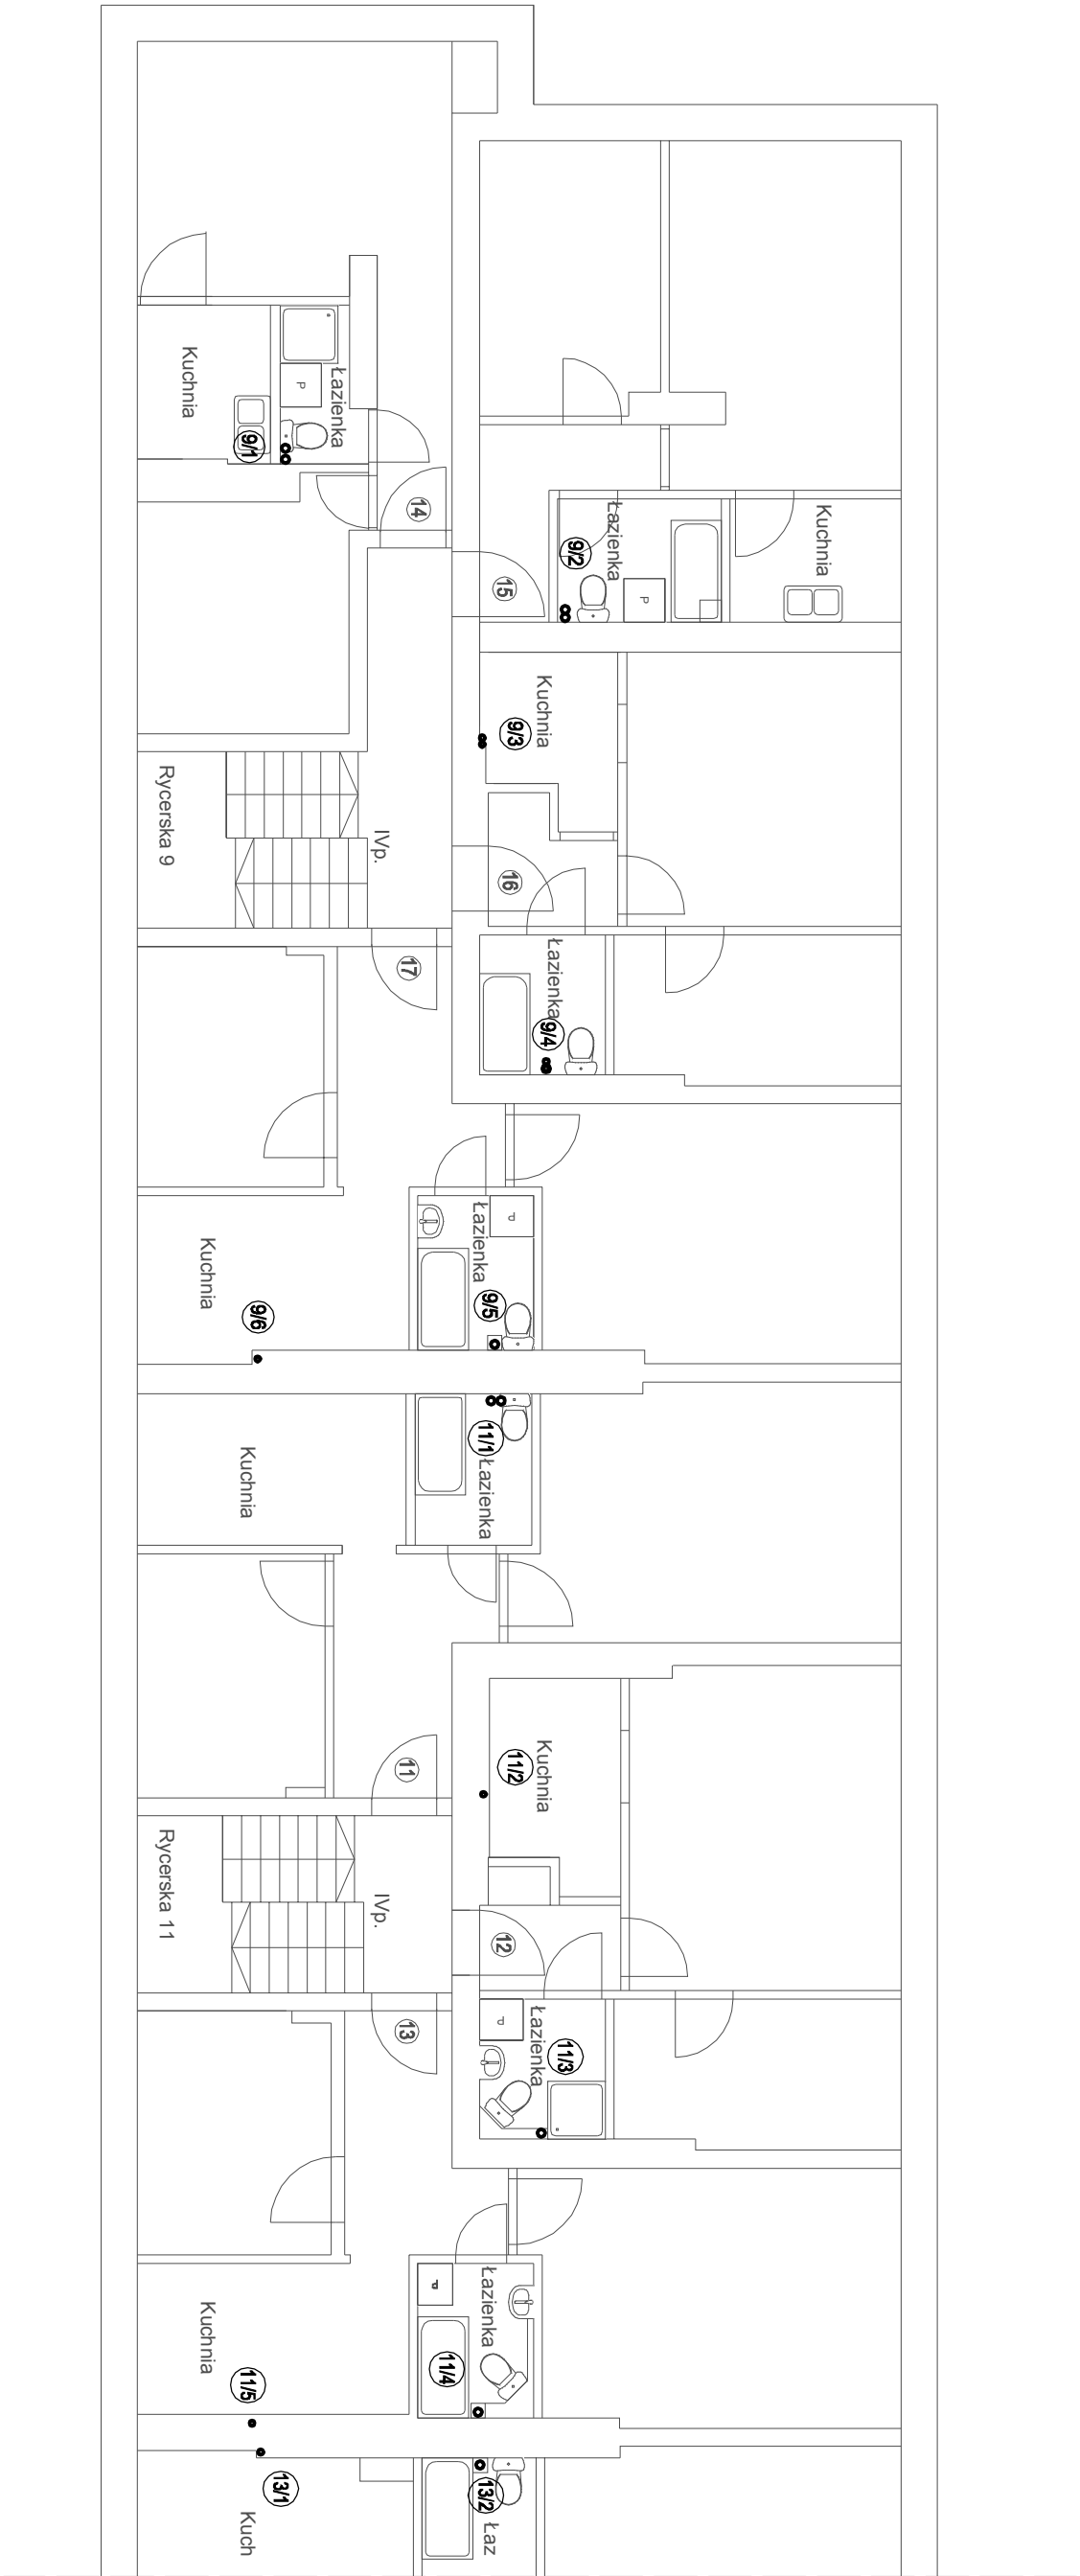 Kuchnia
9/1
P
Łazienka
14
15
9/2
Łazienka
P
Kuchnia
9/3
Kuchnia
Rycerska 9
IVp.
16
17
Łazienka
9/4
Kuchnia
9/6
Łazienka
P
9/5
Kuchnia
11/1
Łazienka
11
11/2
Kuchnia
Rycerska 11
IVp.
12
13
P
Łazienka
11/3
Kuchnia
11/5
P
Łazienka
11/4
13/1
Kuch
13/2
Łaz